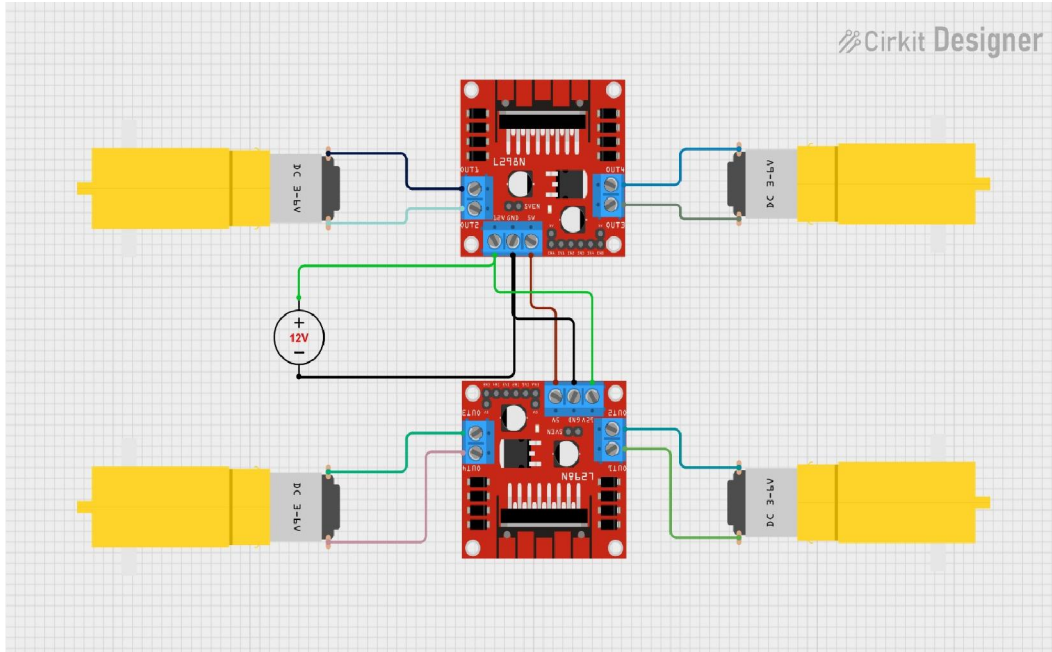 Cirkit Designer
L298N
OUT1
OUT4
5VEN
OUT2
12V GND 5V
OUT3
DC 3-6V
DC 3-6V
+
12V
−
OUT3
OUT2
5V GND 12V
5VEN
OUT4
OUT1
L298N
DC 3-6V
DC 3-6V